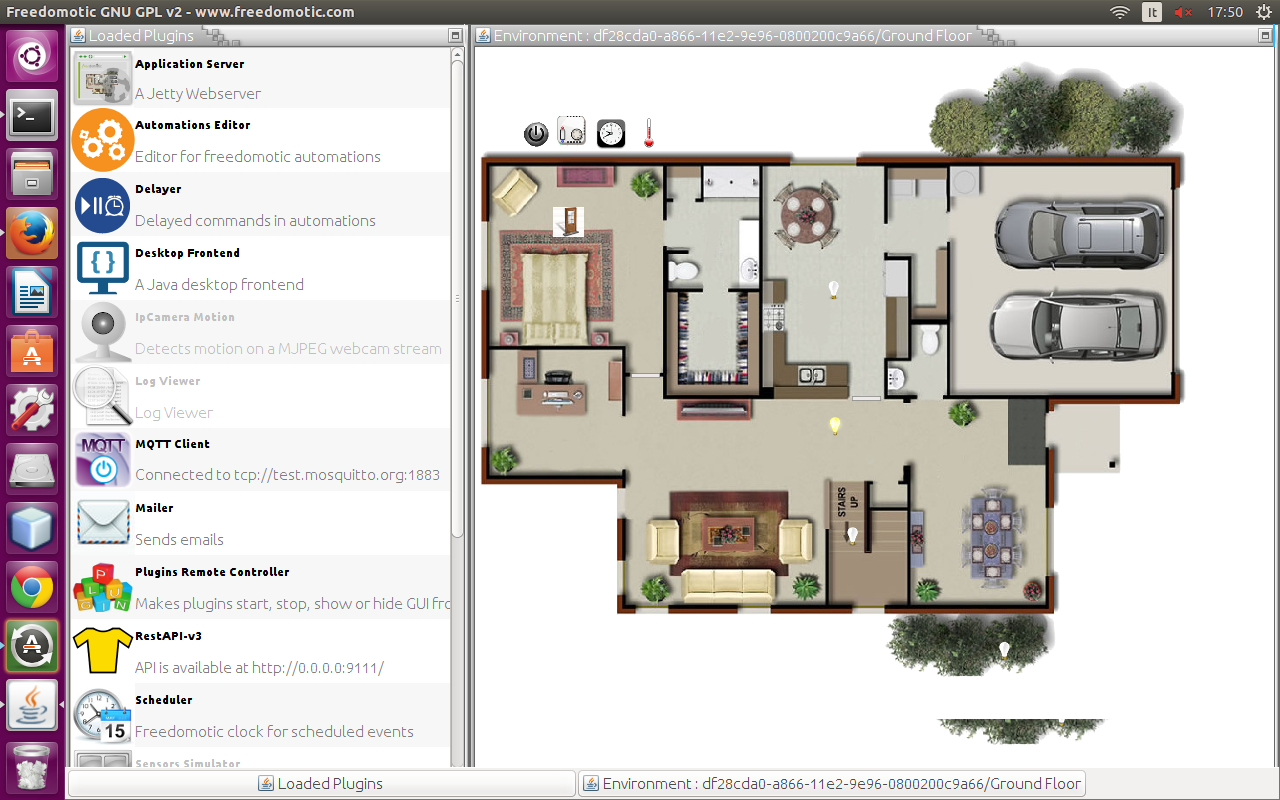 Freedomotic GNU GPL v2 - www.freedomotic.com
It
17:50
Loaded Plugins
Environment : df28cda0-a866-11e2-9e96-0800200c9a66/Ground Floor
Application Server
A Jetty Webserver
Automations Editor
Editor for freedomotic automations
Delayer
Delayed commands in automations
Desktop Frontend
A Java desktop frontend
IpCamera Motion
Detects motion on a MJPEG webcam stream
Log Viewer
Log Viewer
MQTT
MQTT Client
Connected to tcp://test.mosquitto.org:1883
Mailer
Sends emails
PLUGIN
Plugins Remote Controller
Makes plugins start, stop, show or hide GUI fro
RestAPI-v3
API is available at http://0.0.0.0:9111/
15
Scheduler
Freedomotic clock for scheduled events
Sensors Simulator
STAIRS
UP
Loaded Plugins
Environment : df28cda0-a866-11e2-9e96-0800200c9a66/Ground Floor